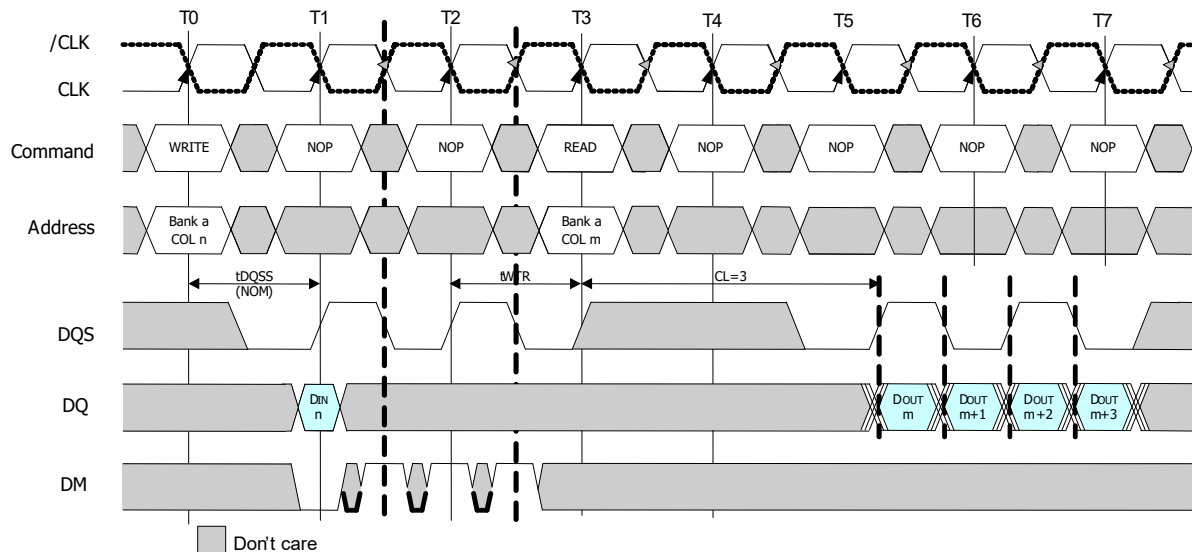 T0 T1 T2 T3 T4 T5 T6 T7
/CLK
CLK
Command WRITE NOP NOP READ NOP NOP NOP NOP
Address Bank a Bank a
COL n COL m
tDQSS tWTR CL=3
(NOM)
DQS
DQ DIN DOUT DOUT DOUT DOUT
n m m+1 m+2 m+3
DM
Don't care